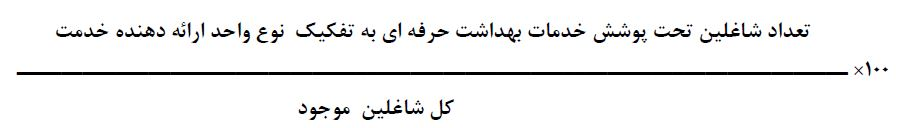 تعداد شاغلین تحت پوشش خدمات بهداشت حرفه ای به تفکیک نوع واحد ارائه دهنده خدمت
×۱۰۰
کل شاغلین موجود